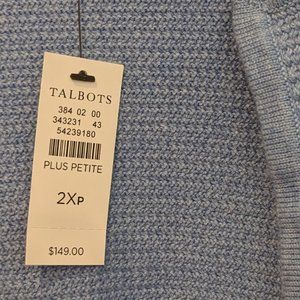 TALBOTS
384 02 00
343231 43
54239180
PLUS PETITE
2XP
$149.00